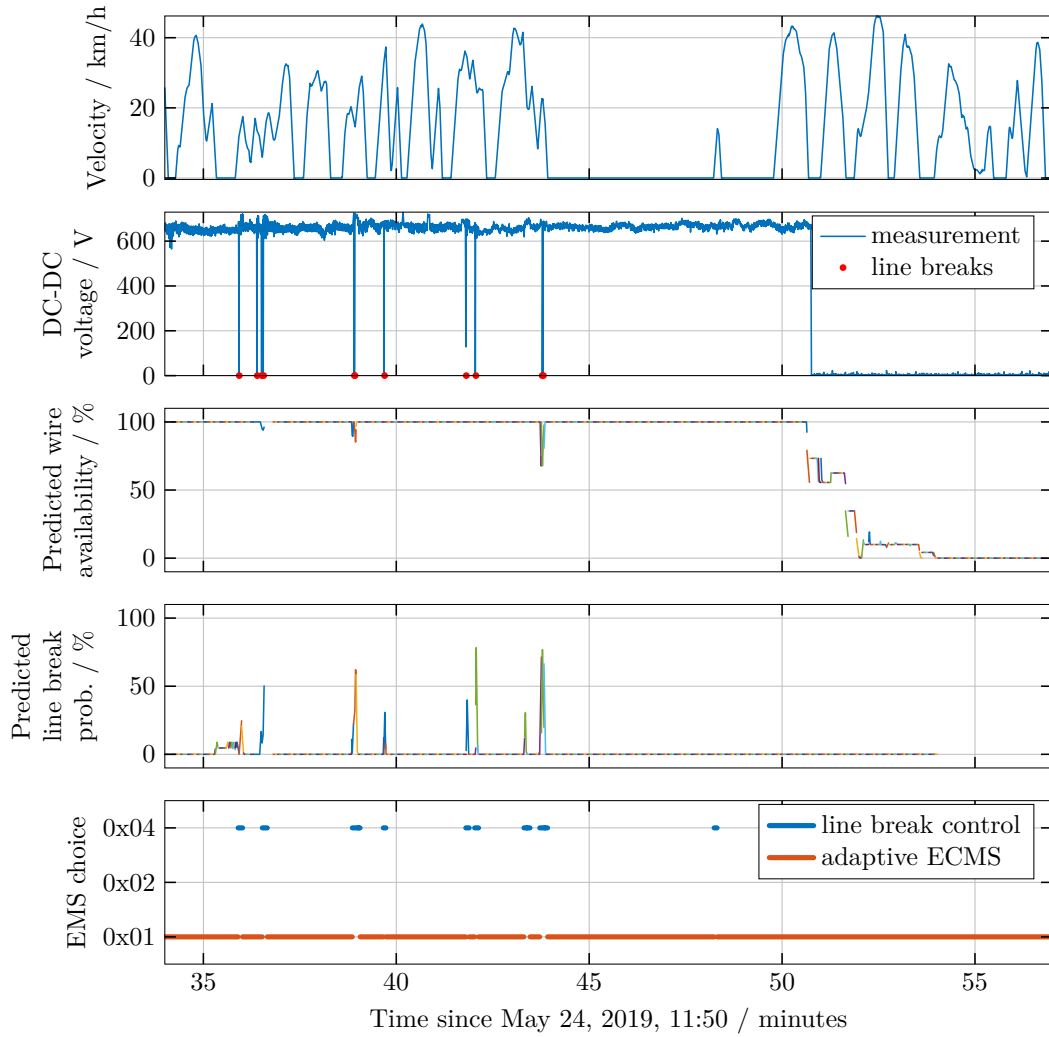 Velocity / km/h
40
20
0
DC-DC
voltage / V
600
400
200
0
measurement
line breaks
Predicted wire
availability / %
100
50
0
Predicted
line break
prob. / %
100
50
0
EMS choice
0x04
0x02
0x01
line break control
adaptive ECMS
35 40 45 50 55
Time since May 24, 2019, 11:50 / minutes